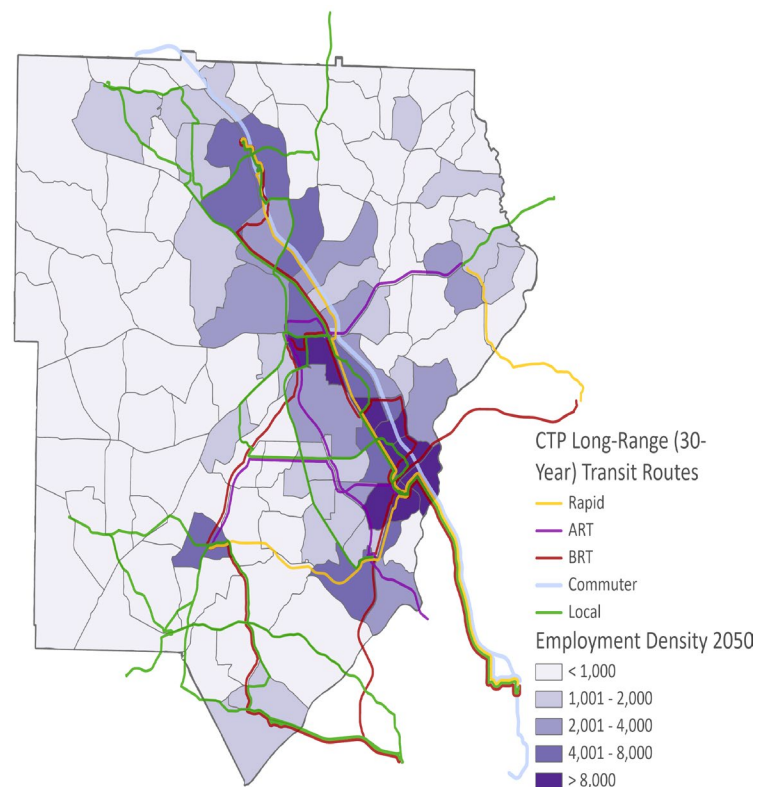 CTP Long-Range (30-
Year) Transit Routes
Rapid
ART
BRT
Commuter
Local
Employment Density 2050
< 1,000
1,001 - 2,000
2,001 - 4,000
4,001 - 8,000
> 8,000